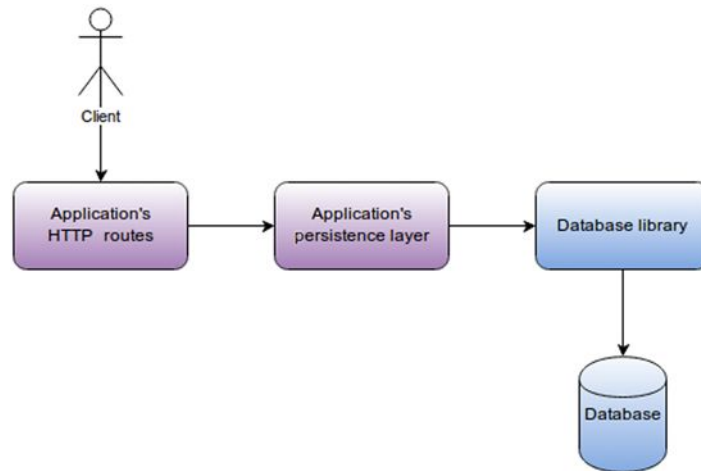 Client
Application's
HTTP routes
Application's
persistence layer
Database library
Database